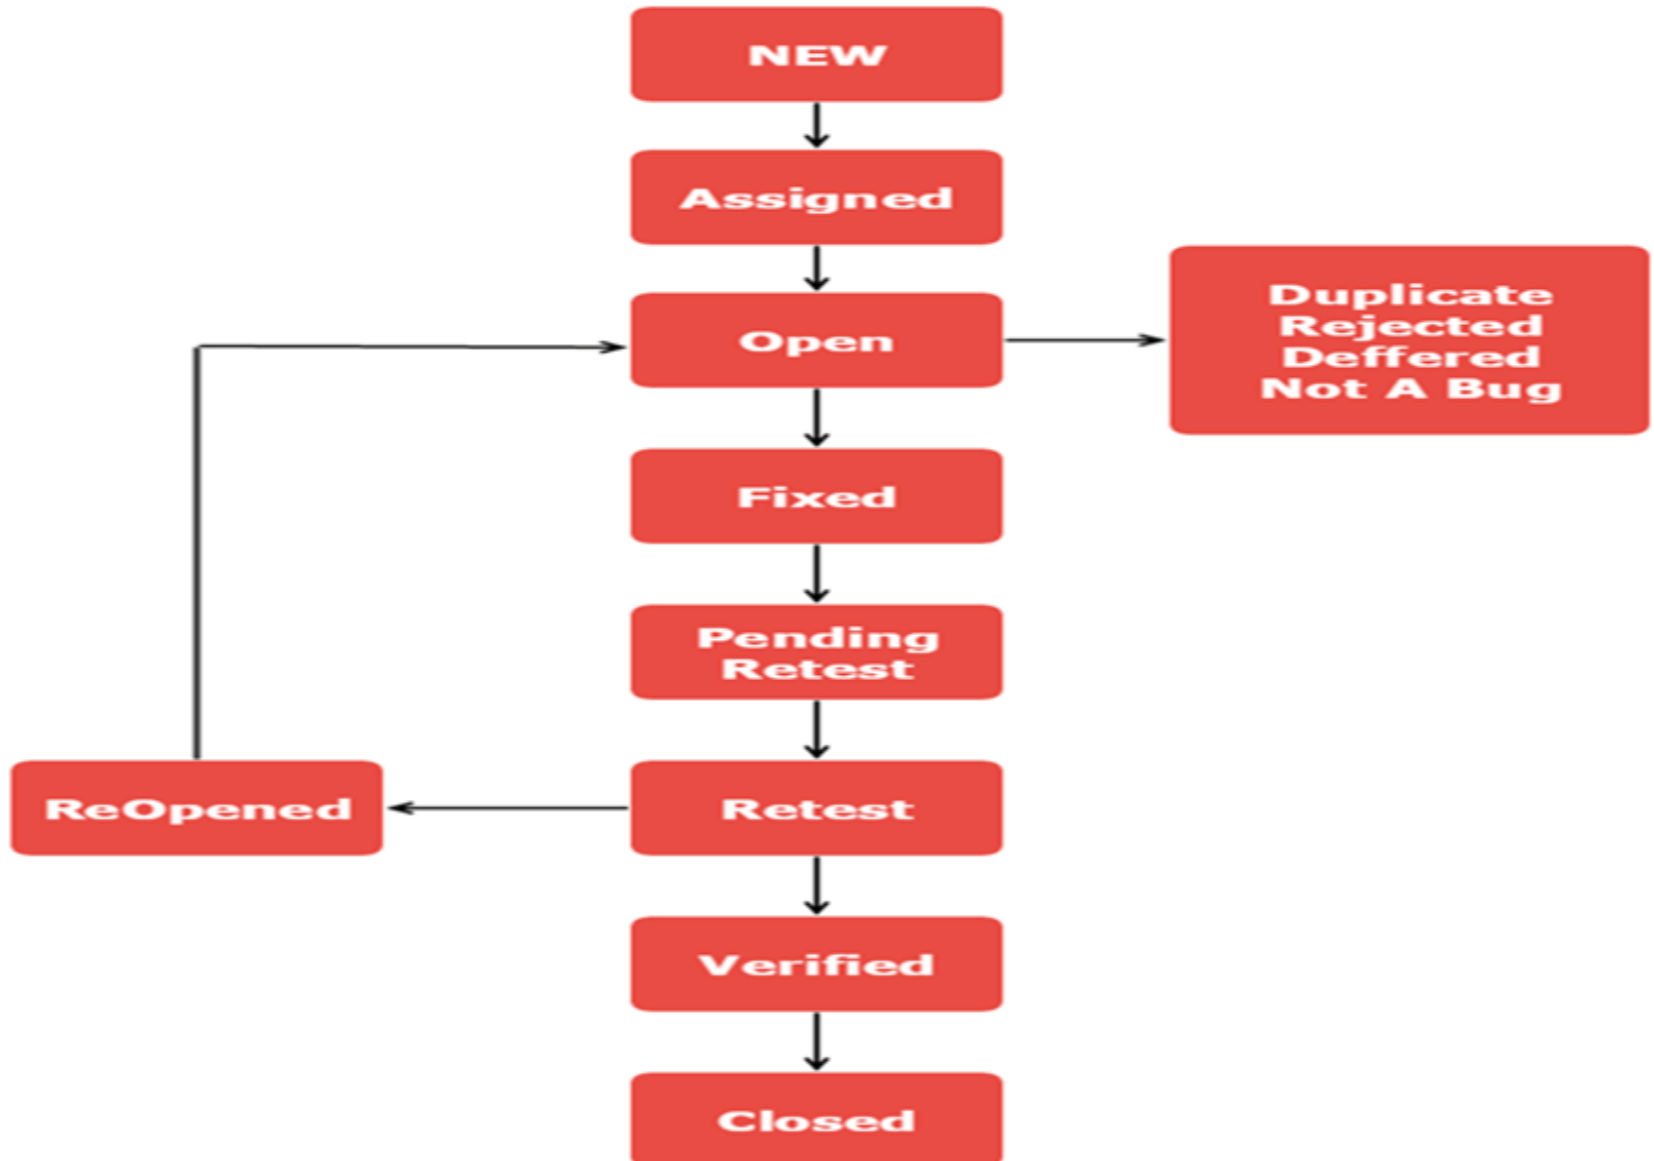 NEW
Assigned
Open
Duplicate
Rejected
Deffered
Not A Bug
Fixed
Pending
Retest
ReOpened
Retest
Verified
Closed